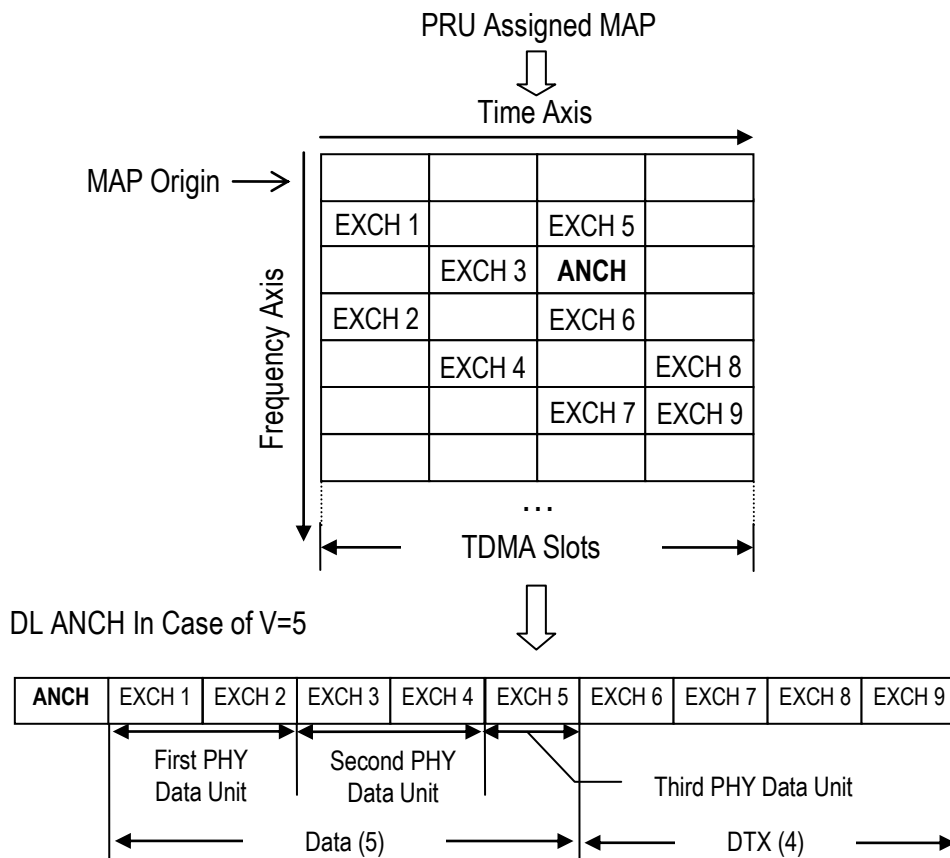 PRU Assigned MAP
Time Axis
MAP Origin
Frequency Axis
EXCH 1 EXCH 5
EXCH 3 ANCH
EXCH 2 EXCH 6
EXCH 4 EXCH 8
EXCH 7 EXCH 9
...
TDMA Slots
DL ANCH In Case of V=5
ANCH EXCH 1 EXCH 2 EXCH 3 EXCH 4 EXCH 5 EXCH 6 EXCH 7 EXCH 8 EXCH 9
First PHY
Data Unit
Second PHY
Data Unit
Third PHY Data Unit
Data (5)
DTX (4)